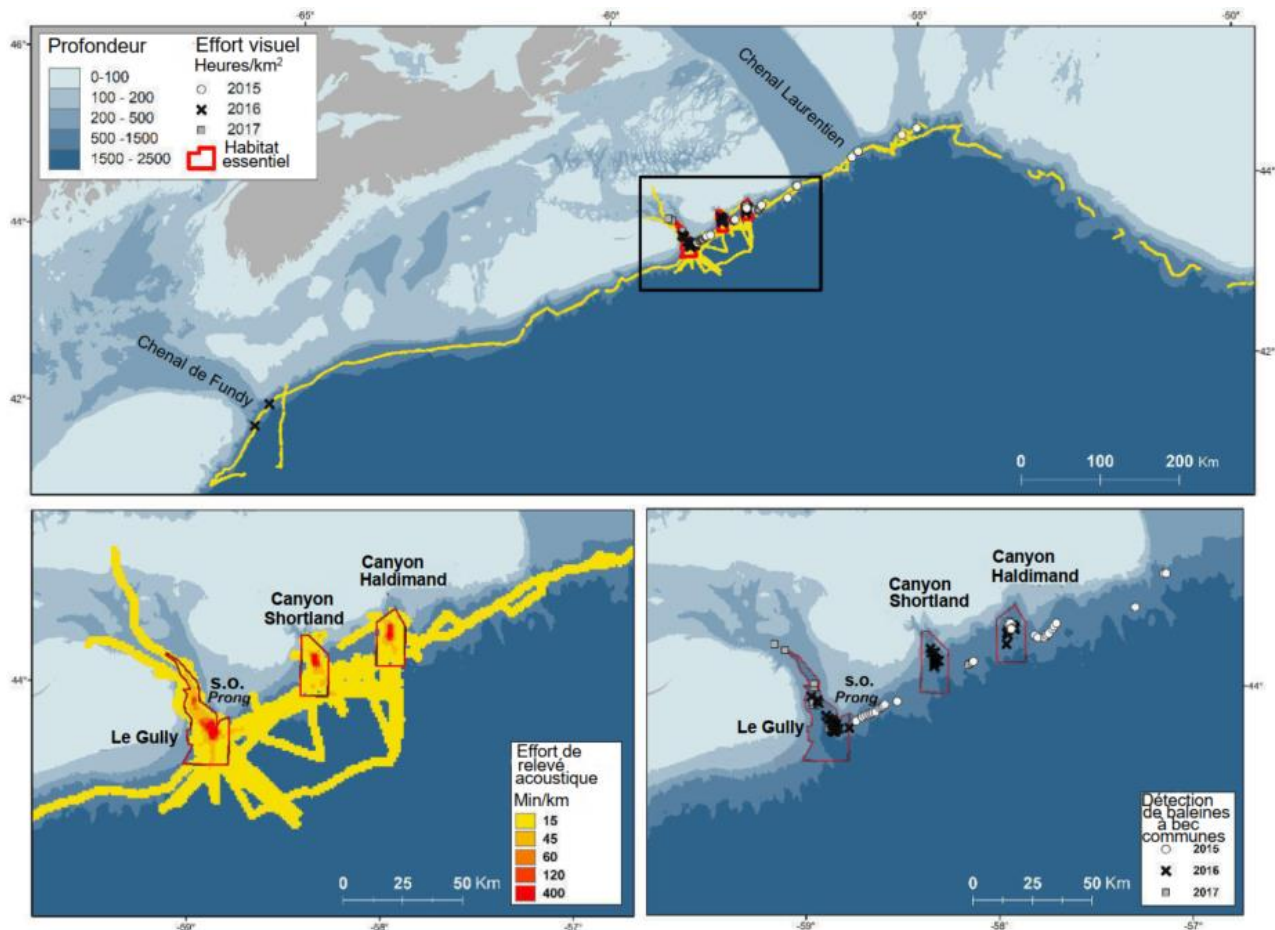 -65°
-60°
-55°
-50°
46°
Profondeur
0-100
100 - 200
200 - 500
500 -1500
1500 - 2500
Effort visuel
Heures/km²
2015
2016
2017
Habitat
essentiel
Chenal Laurentien
44°
44°
Chenal de Fundy
42°
42°
0 100 200 Km
Canyon
Haldimand
Canyon
Shortland
44°
s.o.
Prong
Le Gully
Effort de
relevé
acoustique
Min/km
15
45
60
120
400
0 25 50 Km
-59°
-58°
-57°
Canyon
Haldimand
Canyon
Shortland
44°
s.o.
Prong
Le Gully
Détection
de baleines
à bec
communes
2015
2016
2017
0 25 50 Km
-59°
-58°
-57°